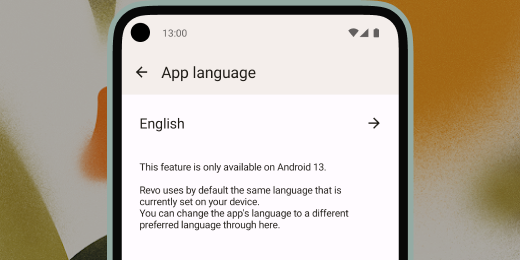 13:00
App language
English
This feature is only available on Android 13.
Revo uses by default the same language that is
currently set on your device.
You can change the app's language to a different
preferred language through here.